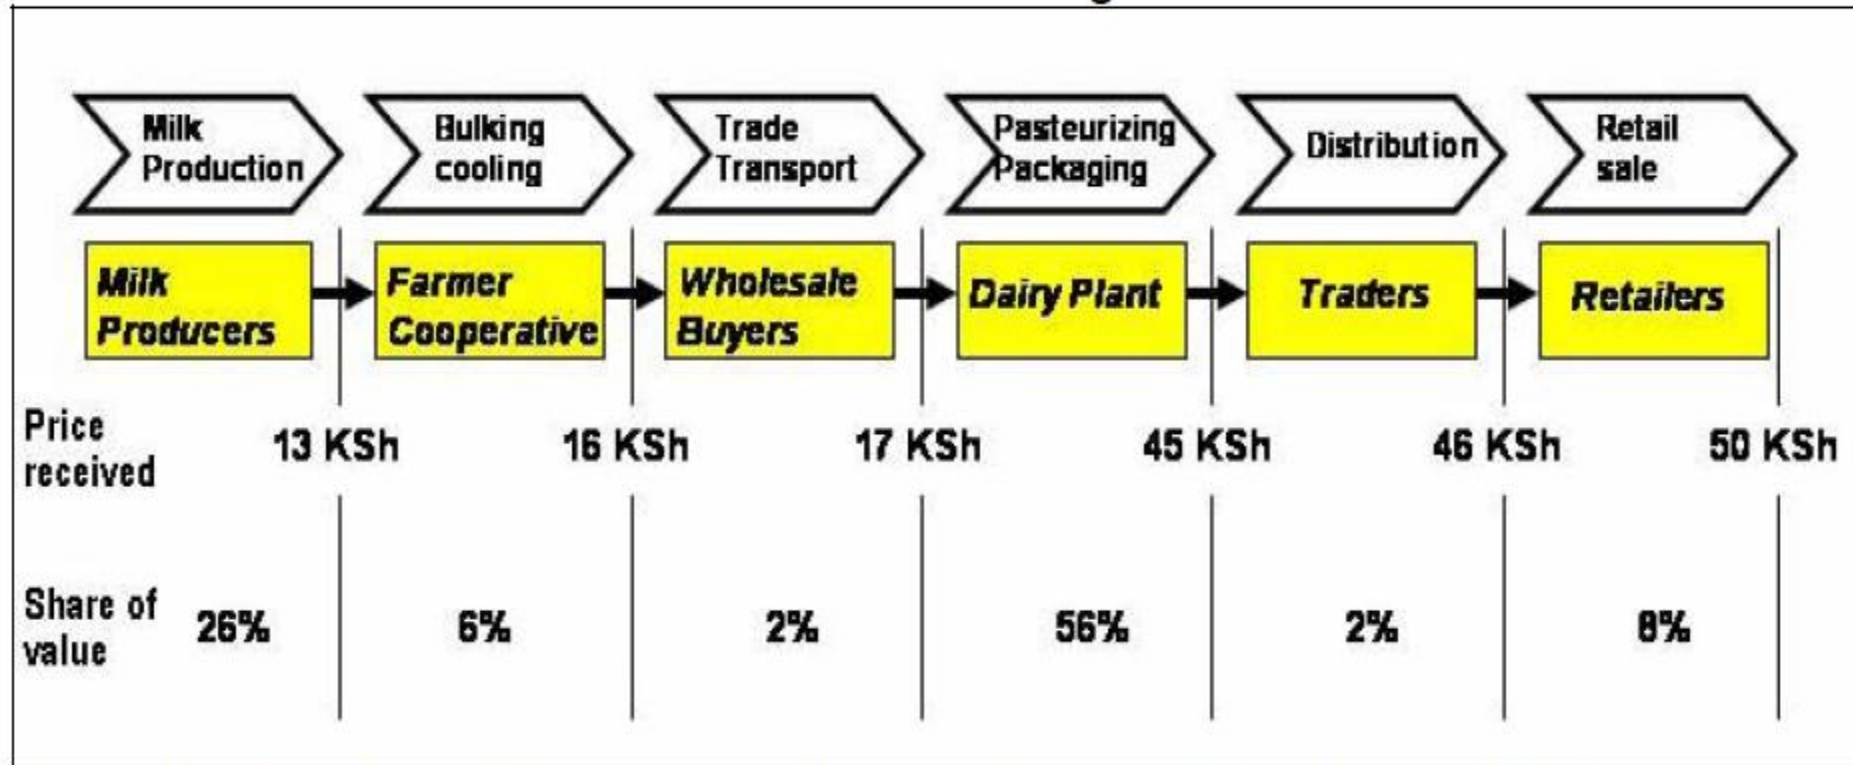 Milk
Production
Bulking
cooling
Trade
Transport
Pasteurizing
Packaging
Distribution
Retail
sale
Milk
Producers
Farmer
Cooperative
Wholesale
Buyers
Dairy Plant
Traders
Retailers
Price
received
13 KSh 16 KSh 17 KSh 45 KSh 46 KSh 50 KSh
Share of
value
26% 6% 2% 56% 2% 8%